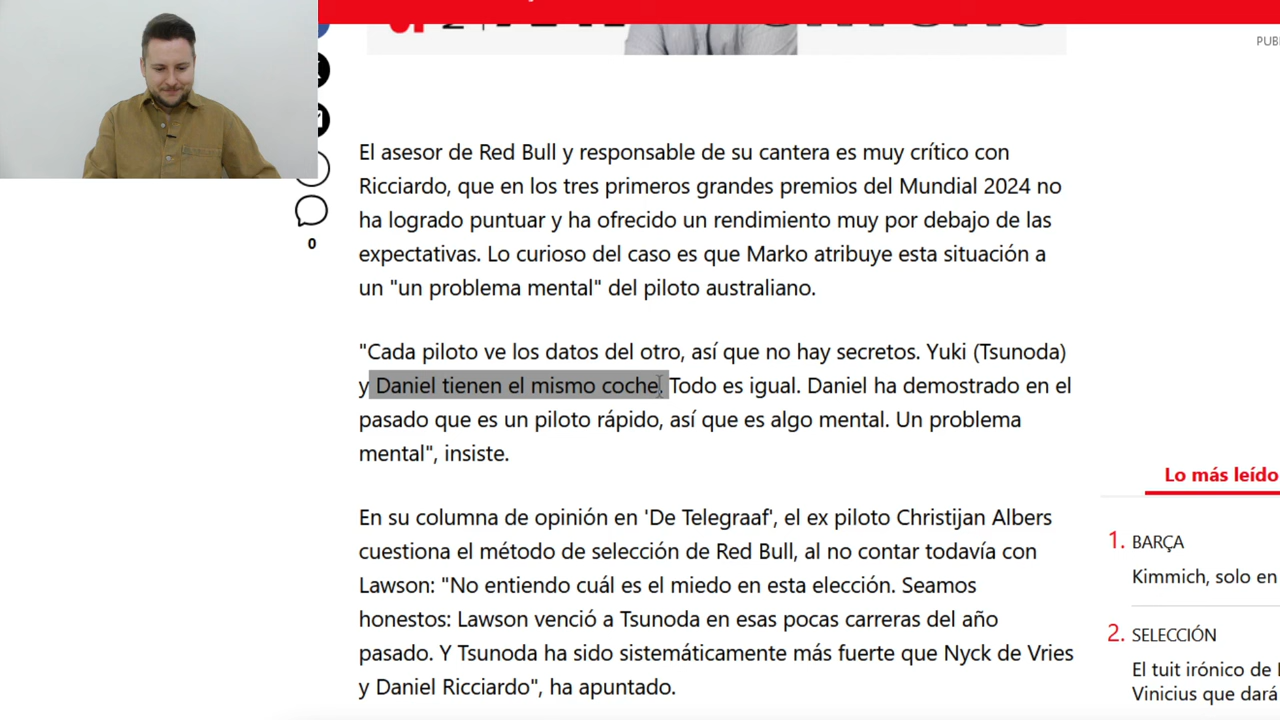 PUB
El asesor de Red Bull y responsable de su cantera es muy crítico con
Ricciardo, que en los tres primeros grandes premios del Mundial 2024 no
ha logrado puntuar y ha ofrecido un rendimiento muy por debajo de las
expectativas. Lo curioso del caso es que Marko atribuye esta situación a
un "un problema mental" del piloto australiano.
0
"Cada piloto ve los datos del otro, así que no hay secretos. Yuki (Tsunoda)
y Daniel tienen el mismo coche. Todo es igual. Daniel ha demostrado en el
pasado que es un piloto rápido, así que es algo mental. Un problema
mental", insiste.
En su columna de opinión en 'De Telegraaf', el ex piloto Christijan Albers
cuestiona el método de selección de Red Bull, al no contar todavía con
Lawson: "No entiendo cuál es el miedo en esta elección. Seamos
honestos: Lawson venció a Tsunoda en esas pocas carreras del año
pasado. Y Tsunoda ha sido sistemáticamente más fuerte que Nyck de Vries
y Daniel Ricciardo", ha apuntado.
Lo más leído
1. BARÇA
Kimmich, solo en
2. SELECCIÓN
El tuit irónico de
Vinicius que dará